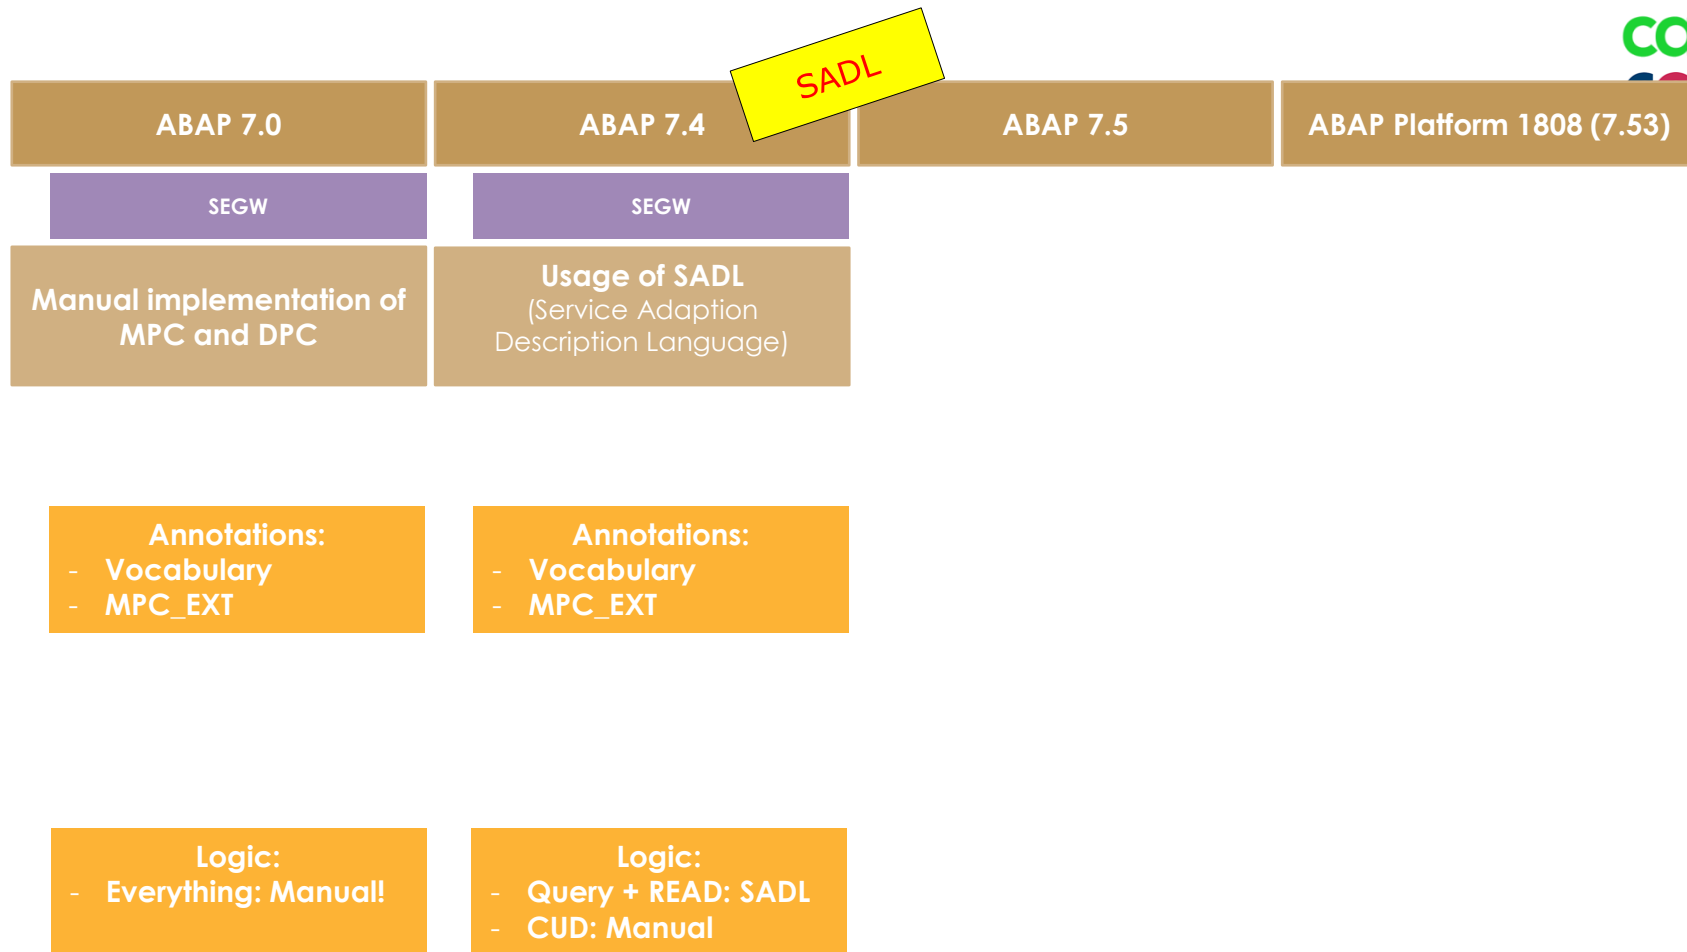 CO
SADL
ABAP 7.0
ABAP 7.4
ABAP 7.5
ABAP Platform 1808 (7.53)
SEGW
SEGW
Manual implementation of
MPC and DPC
Usage of SADL
(Service Adaption
Description Language)
Annotations:
- Vocabulary
- MPC_EXT
Annotations:
- Vocabulary
- MPC_EXT
Logic:
- Everything: Manual!
Logic:
- Query + READ: SADL
- CUD: Manual